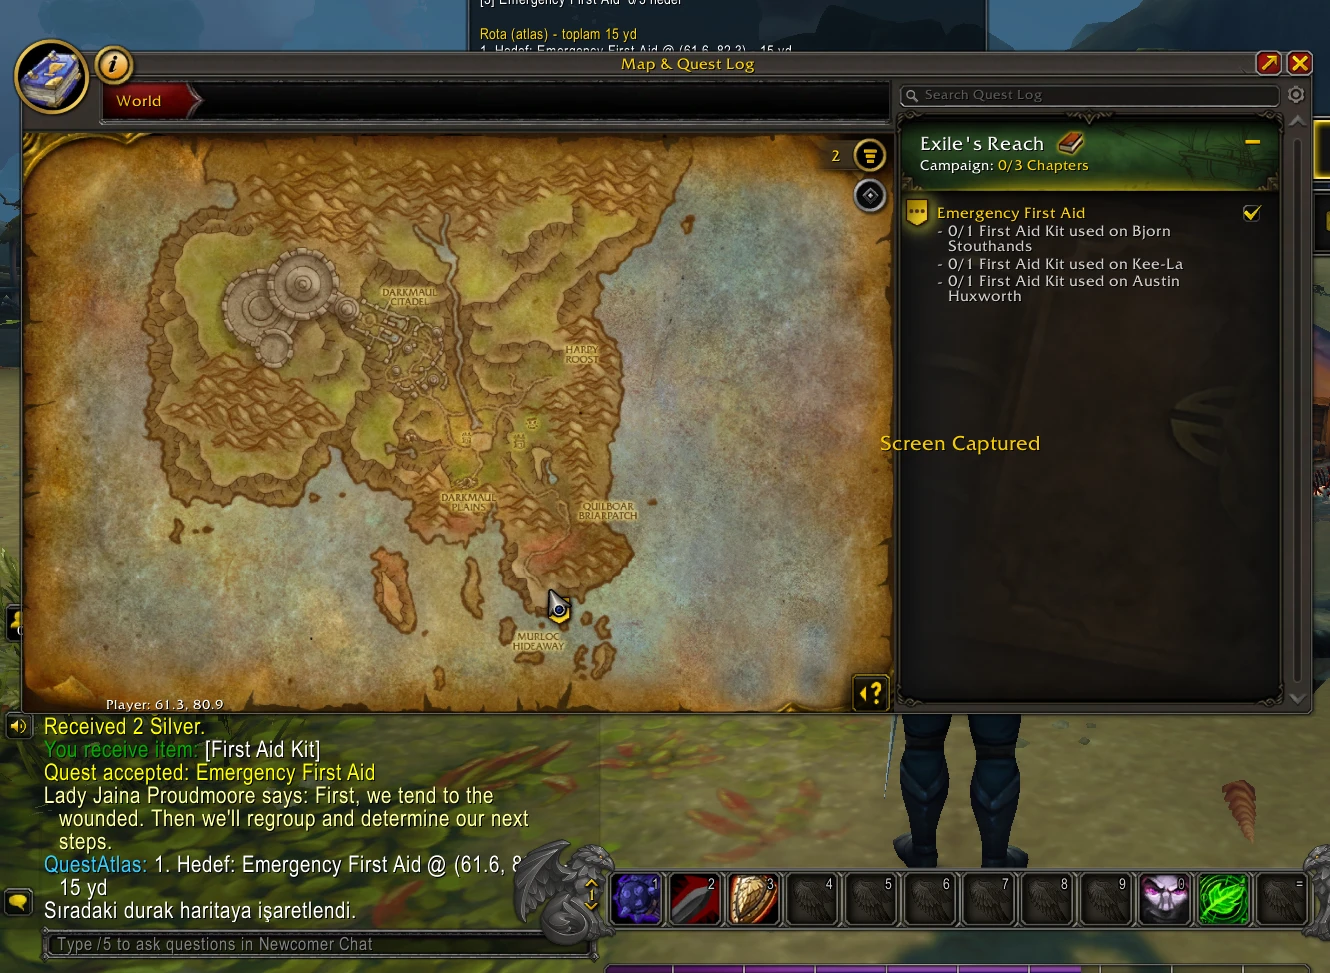 Rota (atlas) - toplam 15 yd
Map & Quest Log
World
Search Quest Log
2
Exile's Reach
Campaign: 0/3 Chapters
Emergency First Aid
- 0/1 First Aid Kit used on Bjorn
Stouthands
- 0/1 First Aid Kit used on Kee-La
- 0/1 First Aid Kit used on Austin
Huxworth
DARKMAUL
CITADEL
HARPY
ROOST
Screen Captured
DARKMAUL
PLAINS
QUILBOAR
BRIARPATCH
MURLOC
HIDEAWAY
Player: 61.3, 80.9
Received 2 Silver.
You receive item: [First Aid Kit]
Quest accepted: Emergency First Aid
Lady Jaina Proudmoore says: First, we tend to the
wounded. Then we'll regroup and determine our next
steps.
QuestAtlas: 1. Hedef: Emergency First Aid @ (61.6, 8
15 yd
Sıradaki durak haritaya işaretlendi.
Type /5 to ask questions in Newcomer Chat
1
1 2 3 4 5 6 7 8 9 0 =